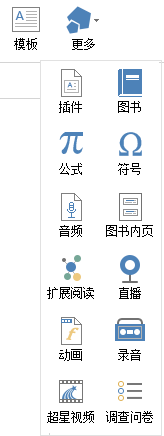 模板 更多
插件 图书
公式 符号
音频 图书内页
扩展阅读 直播
动画 录音
超星视频 调查问卷